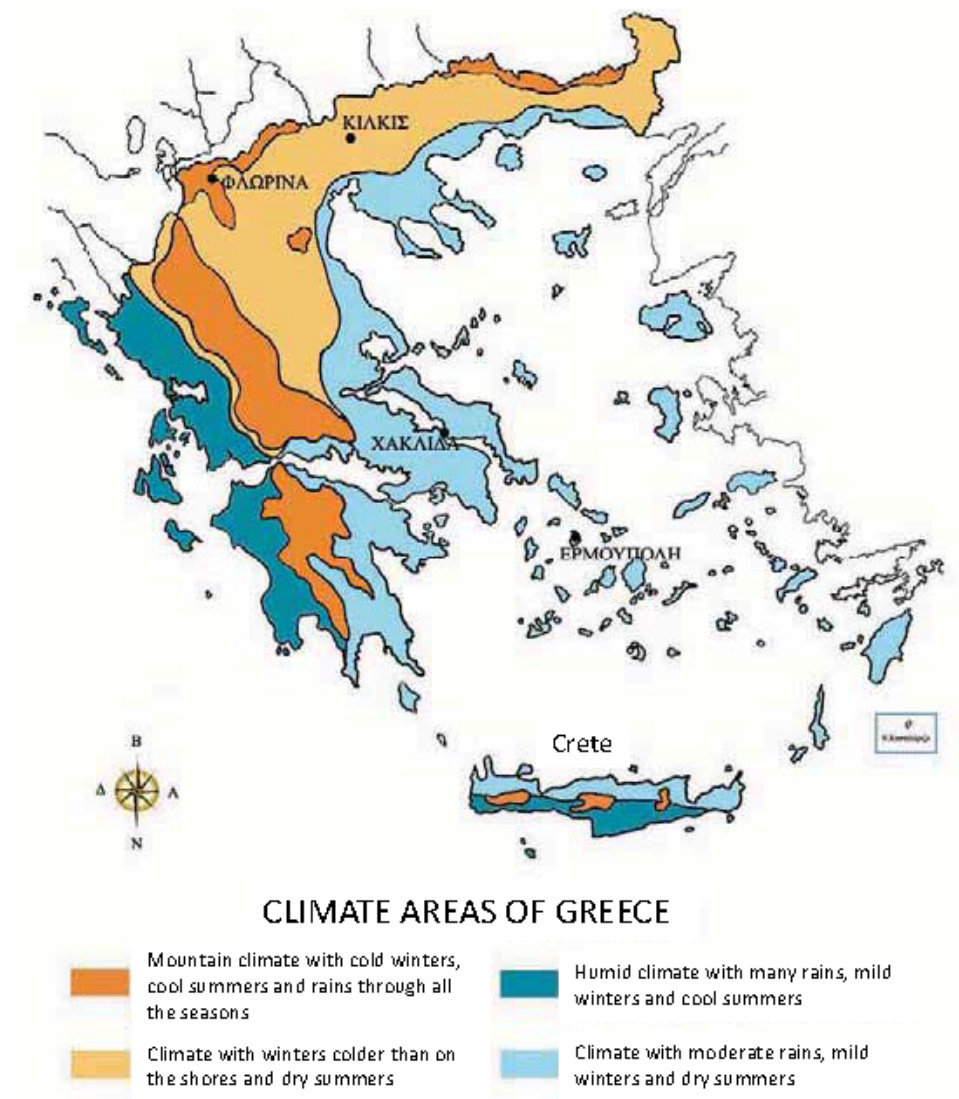 ΚΙΛΚΙΣ
ΦΛΩΡΙΝΑ
ΧΑΚΛΙΔΑ
ΕΡΜΟΥΠΟΛΗ
Crete
Β
Δ
Α
Ν
CLIMATE AREAS OF GREECE
Mountain climate with cold winters,
cool summers and rains through all
the seasons
Climate with winters colder than on
the shores and dry summers
Humid climate with many rains, mild
winters and cool summers
Climate with moderate rains, mild
winters and dry summers